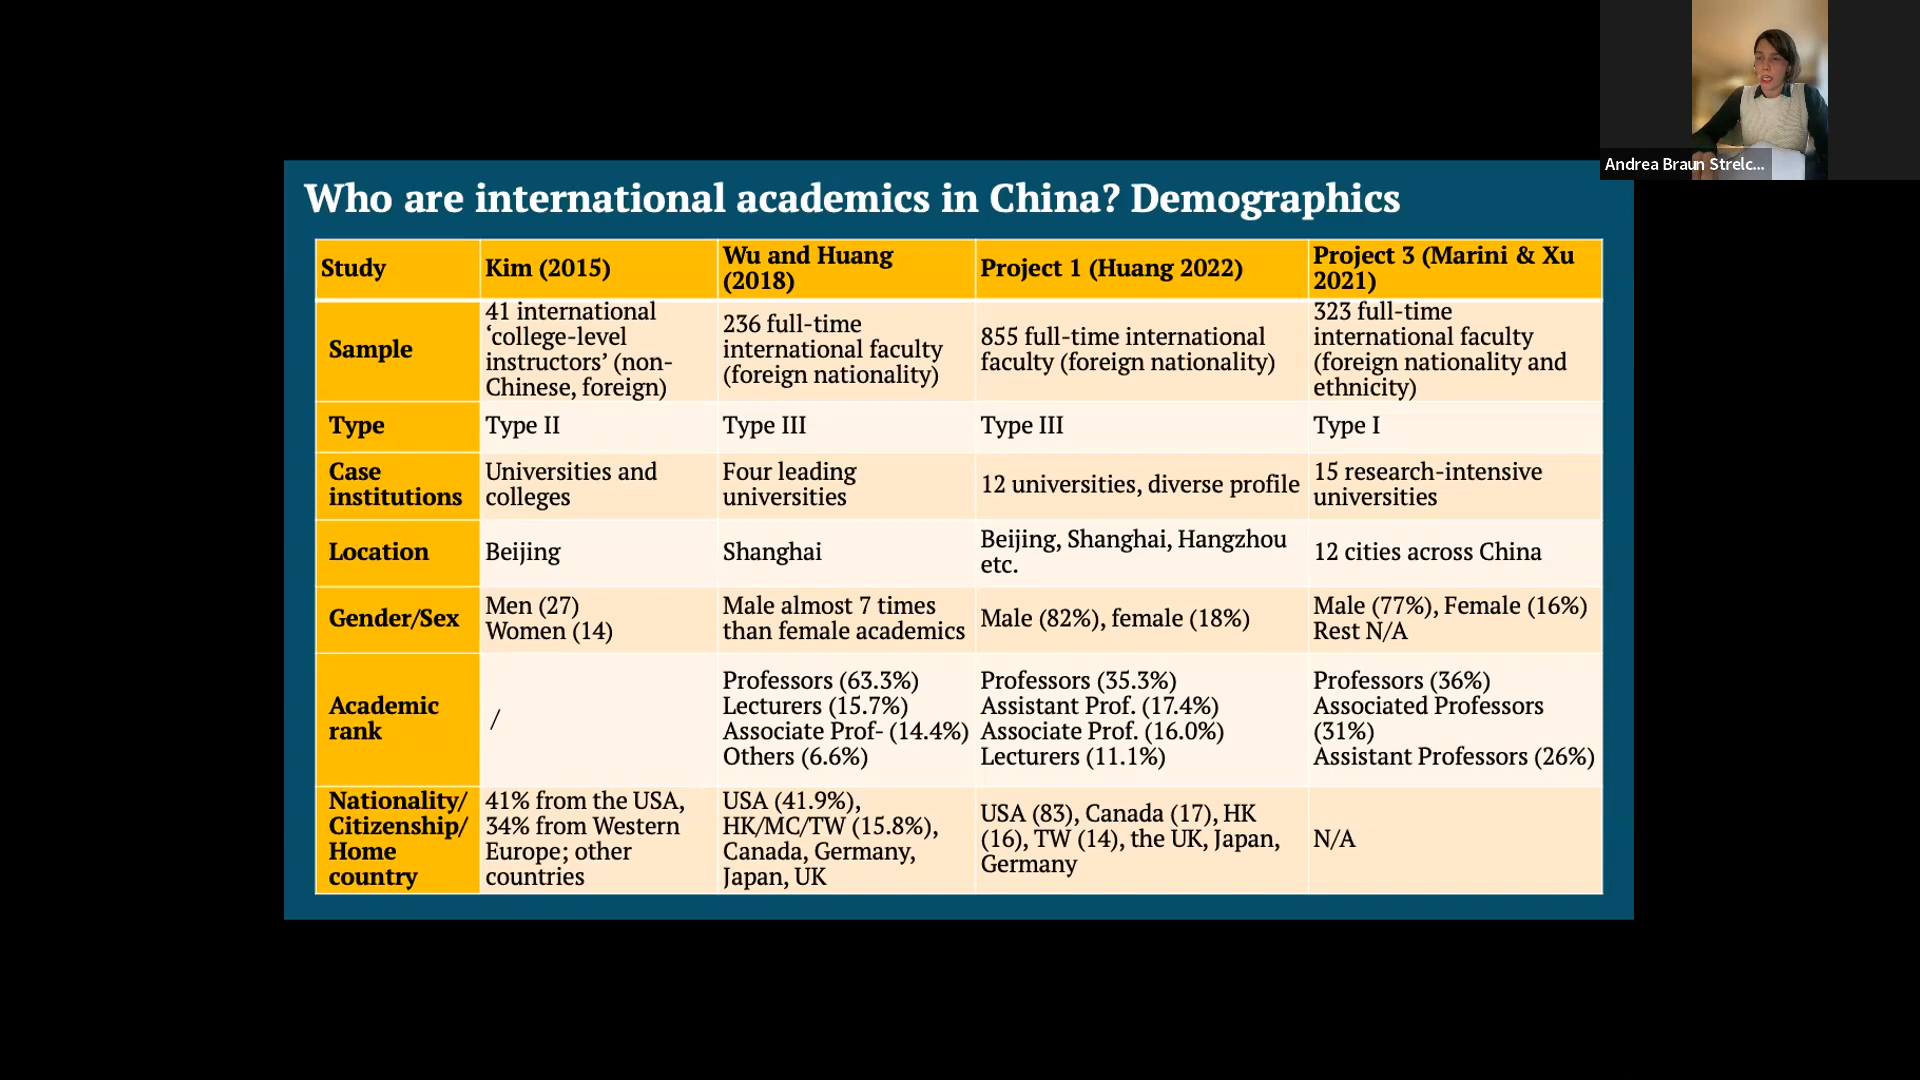 Andrea Braun Strelc...
Who are international academics in China? Demographics
Study
Kim (2015)
Wu and Huang
(2018)
Project 1 (Huang 2022)
Project 3 (Marini & Xu
2021)
Sample
41 international
‘college-level
instructors’ (non-
Chinese, foreign)
236 full-time
international faculty
(foreign nationality)
855 full-time international
faculty (foreign nationality)
323 full-time
international faculty
(foreign nationality and
ethnicity)
Type
Type II
Type III
Type III
Type I
Case
institutions
Universities and
colleges
Four leading
universities
12 universities, diverse profile
15 research-intensive
universities
Location
Beijing
Shanghai
Beijing, Shanghai, Hangzhou
etc.
12 cities across China
Gender/Sex
Men (27)
Women (14)
Male almost 7 times
than female academics
Male (82%), female (18%)
Male (77%), Female (16%)
Rest N/A
Academic
rank
/
Professors (63.3%)
Lecturers (15.7%)
Associate Prof- (14.4%)
Others (6.6%)
Professors (35.3%)
Assistant Prof. (17.4%)
Associate Prof. (16.0%)
Lecturers (11.1%)
Professors (36%)
Associated Professors
(31%)
Assistant Professors (26%)
Nationality/
Citizenship/
Home
country
41% from the USA,
34% from Western
Europe; other
countries
USA (41.9%),
HK/MC/TW (15.8%),
Canada, Germany,
Japan, UK
USA (83), Canada (17), HK
(16), TW (14), the UK, Japan,
Germany
N/A